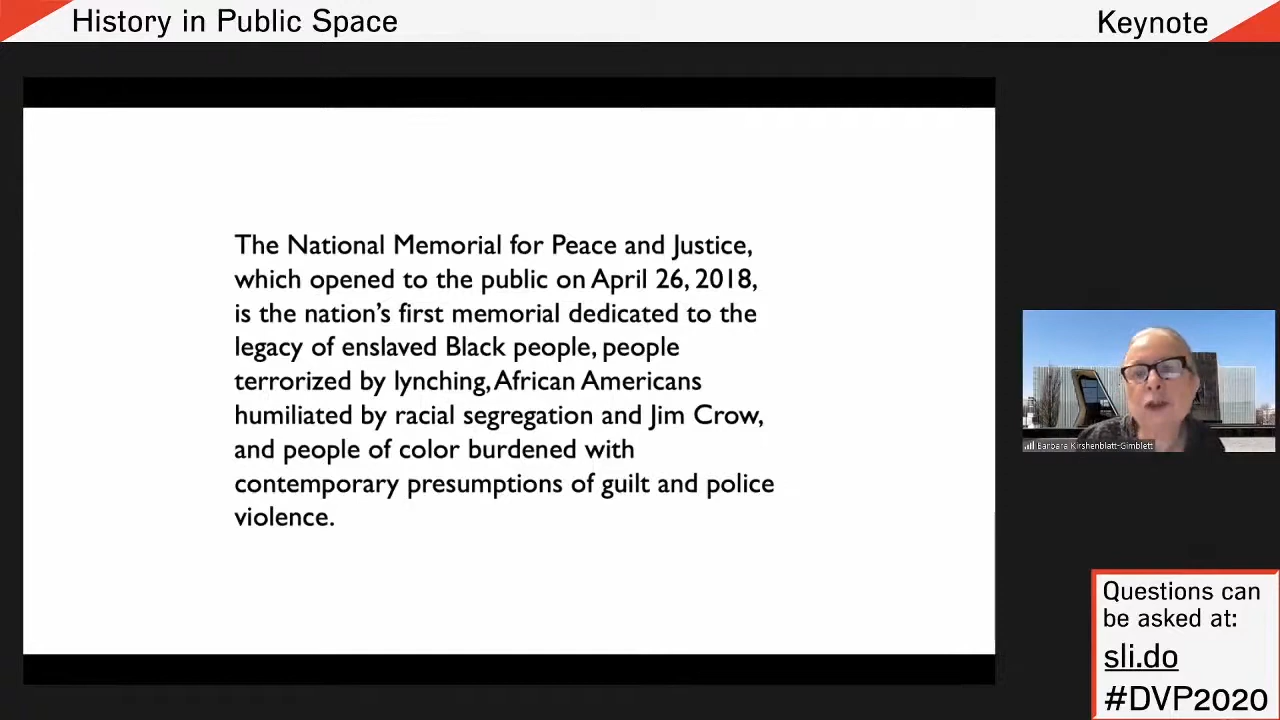 History in Public Space
Keynote
The National Memorial for Peace and Justice,
which opened to the public on April 26, 2018,
is the nation’s first memorial dedicated to the
legacy of enslaved Black people, people
terrorized by lynching, African Americans
humiliated by racial segregation and Jim Crow,
and people of color burdened with
contemporary presumptions of guilt and police
violence.
Barbara Kirshenblatt-Gimblett
Questions can
be asked at:
sli.do
#DVP2020